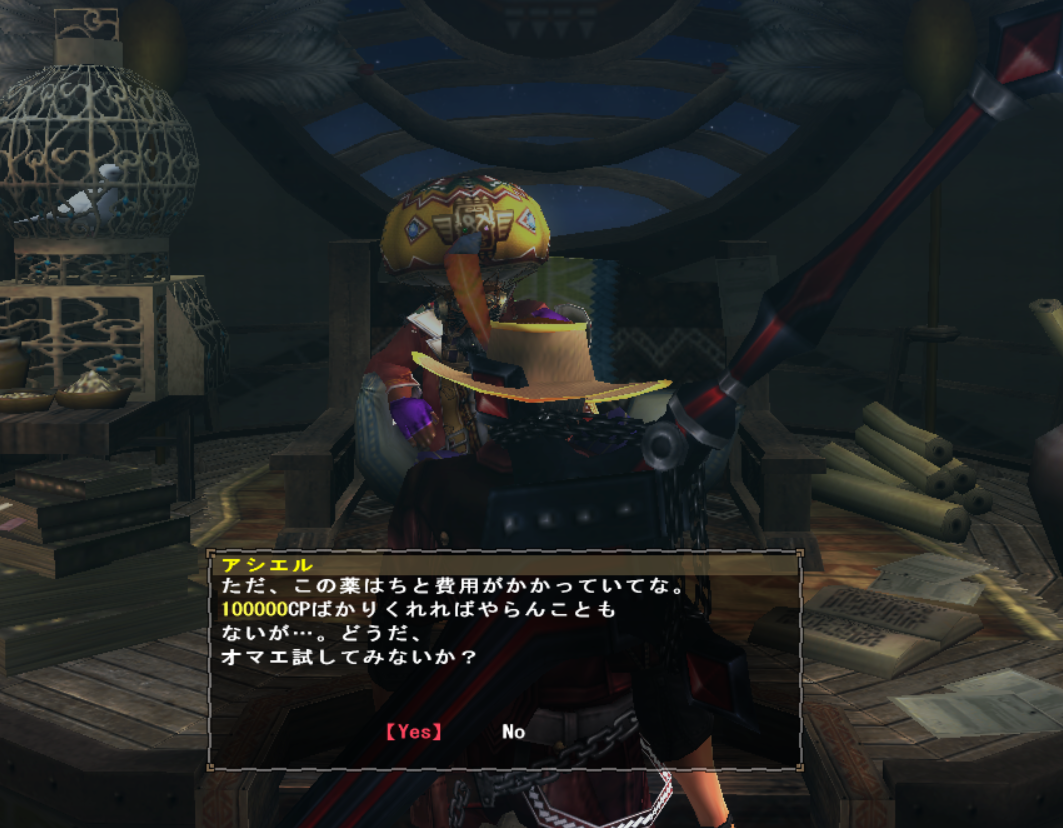 アシエル
ただ、この薬はちと費用がかかっていてな。
100000CPばかりくれればやらんことも
ないが…。どうだ、
オマエ試してみないか？
【Yes】 No